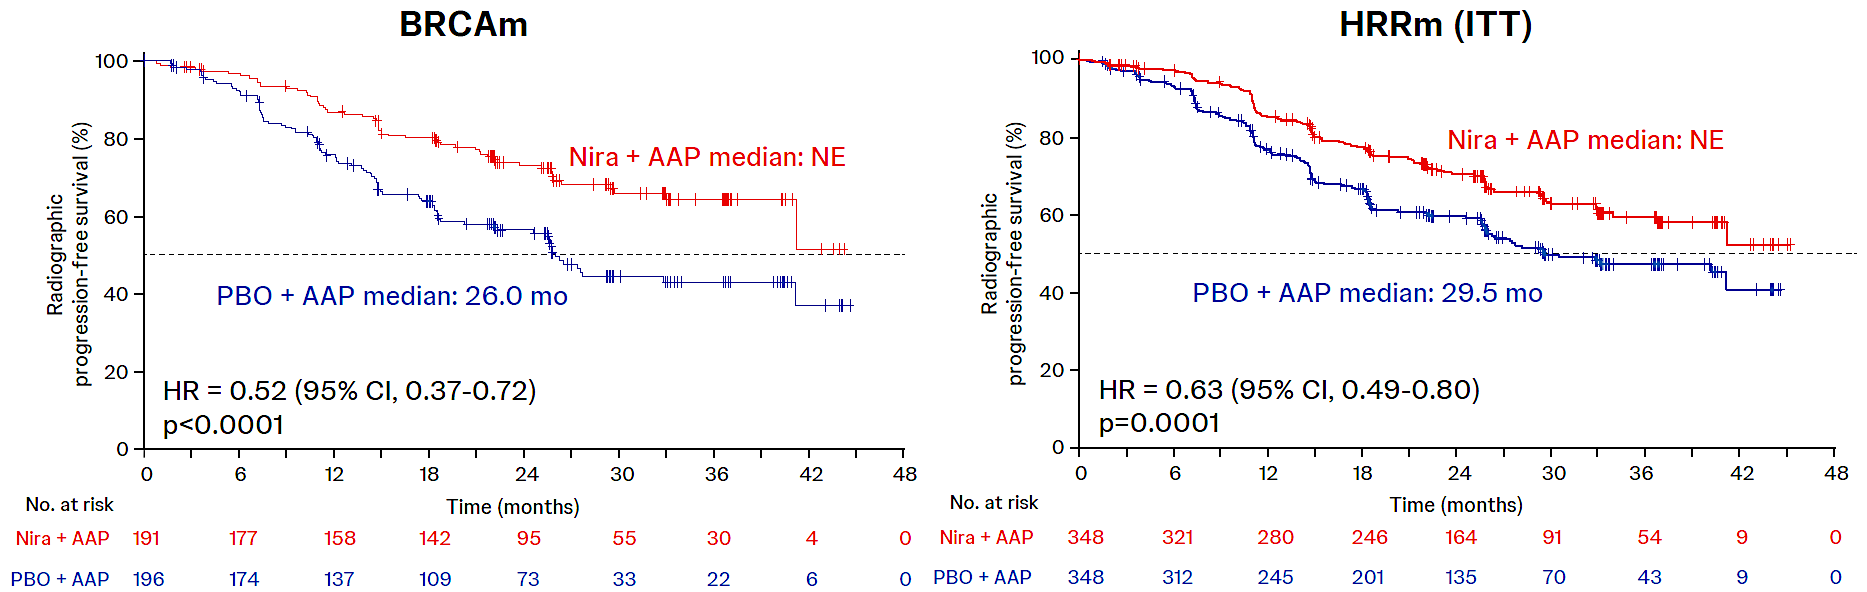 BRCAm
Radiographic
progression-free survival (%)
100
80
60
40
20
0
Nira + AAP median: NE
PBO + AAP median: 26.0 mo
HR = 0.52 (95% CI, 0.37-0.72)
p<0.0001
0 6 12 18 24 30 36 42 48
Time (months)
No. at risk
Nira + AAP 191 177 158 142 95 55 30 4 0
PBO + AAP 196 174 137 109 73 33 22 6 0
HRRm (ITT)
Radiographic
progression-free survival (%)
100
80
60
40
20
0
Nira + AAP median: NE
PBO + AAP median: 29.5 mo
HR = 0.63 (95% CI, 0.49-0.80)
p=0.0001
0 6 12 18 24 30 36 42 48
Time (months)
No. at risk
Nira + AAP 348 321 280 246 164 91 54 9 0
PBO + AAP 348 312 245 201 135 70 43 9 0